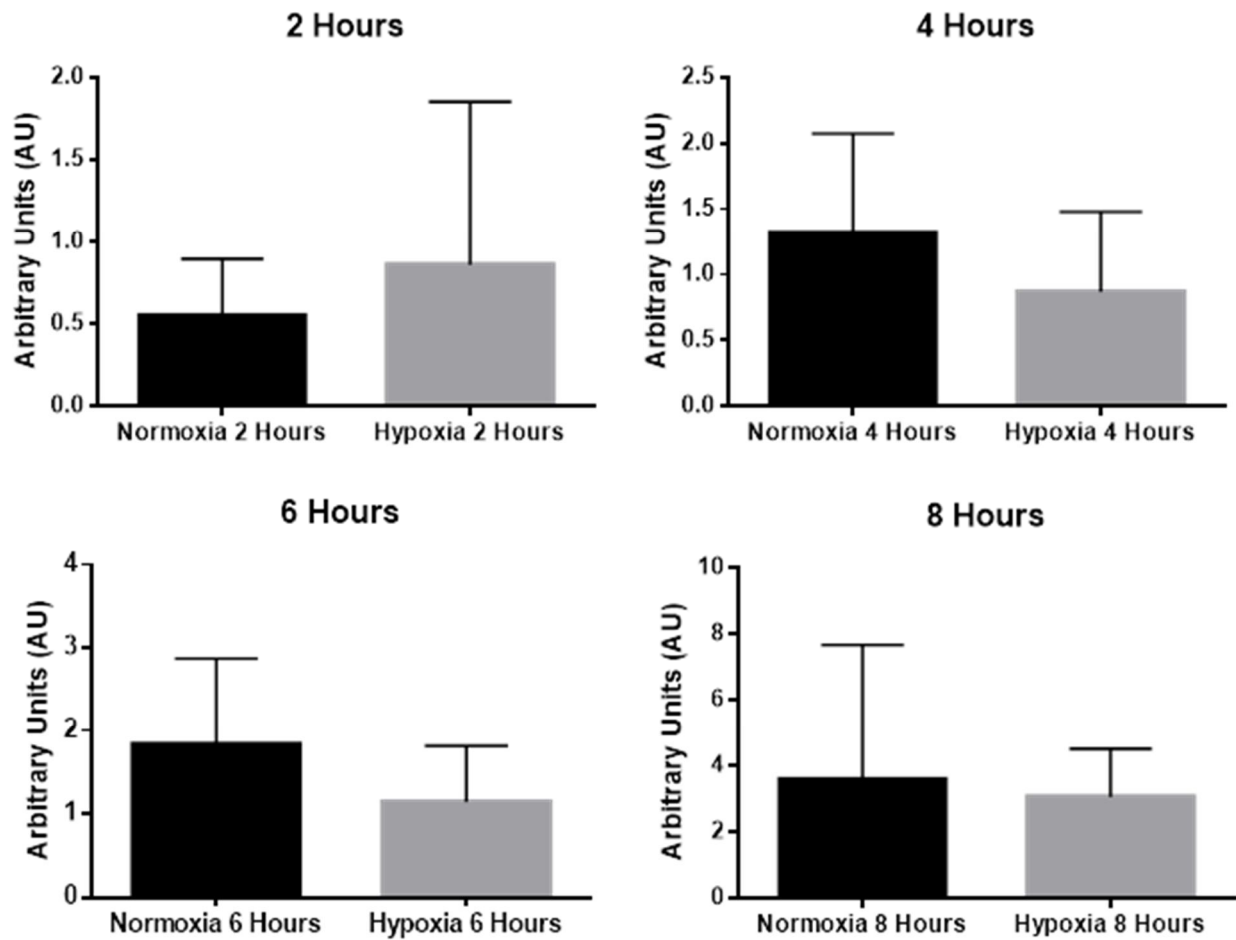 2 Hours
Arbitrary Units (AU)
2.0
1.5
1.0
0.5
0.0
Normoxia 2 Hours
Hypoxia 2 Hours
4 Hours
Arbitrary Units (AU)
2.5
2.0
1.5
1.0
0.5
0.0
Normoxia 4 Hours
Hypoxia 4 Hours
6 Hours
Arbitrary Units (AU)
4
3
2
1
0
Normoxia 6 Hours
Hypoxia 6 Hours
8 Hours
Arbitrary Units (AU)
10
8
6
4
2
0
Normoxia 8 Hours
Hypoxia 8 Hours